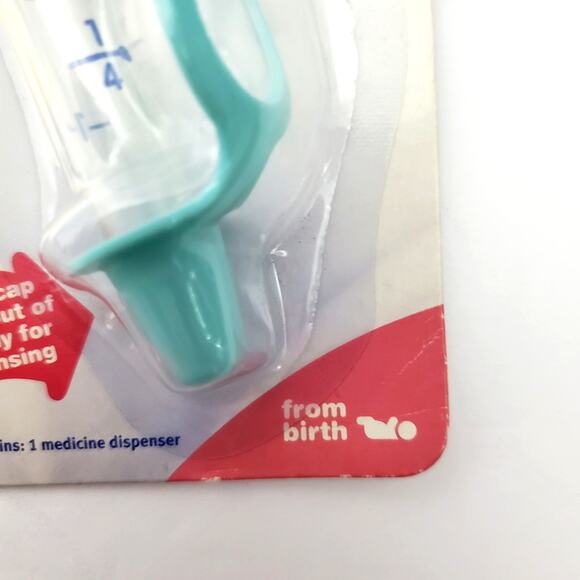 1
4
cap
ut of
y for
nsing
from
birth
ins: 1 medicine dispenser